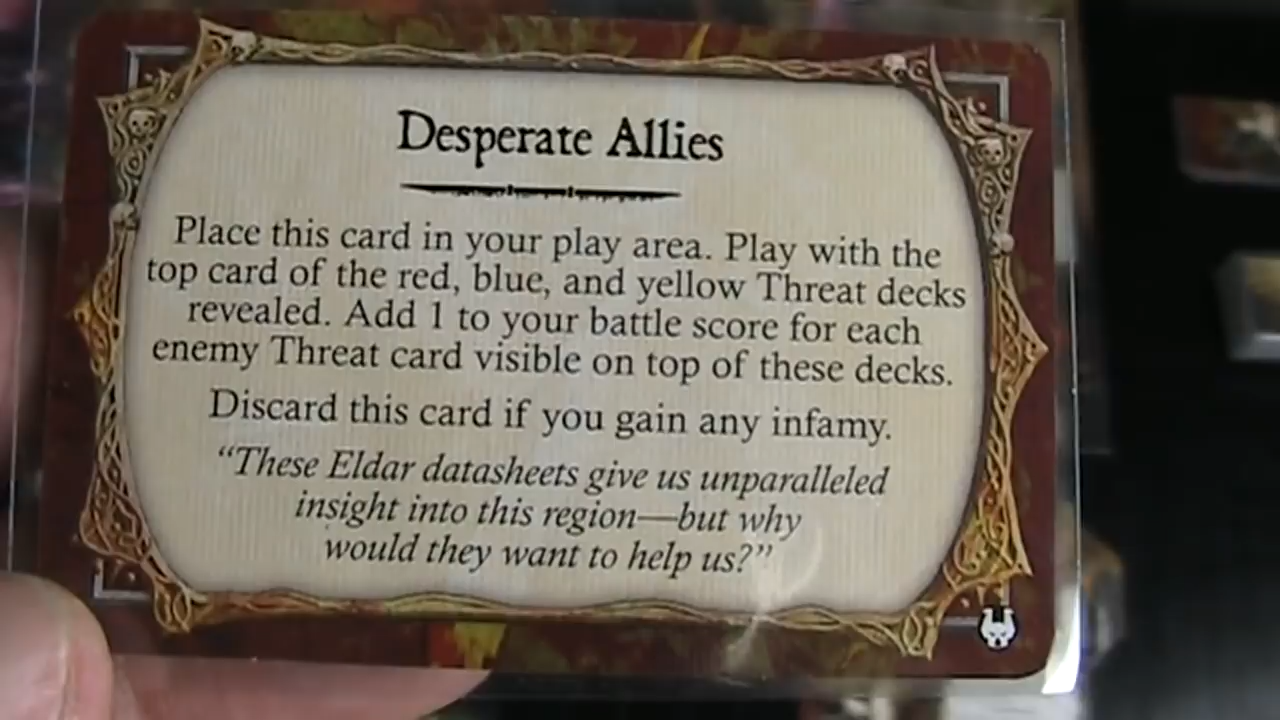 Desperate Allies
Place this card in your play area. Play with the
top card of the red, blue, and yellow Threat decks
revealed. Add 1 to your battle score for each
enemy Threat card visible on top of these decks.
Discard this card if you gain any infamy.
“These Eldar datasheets give us unparalleled
insight into this region—but why
would they want to help us?”